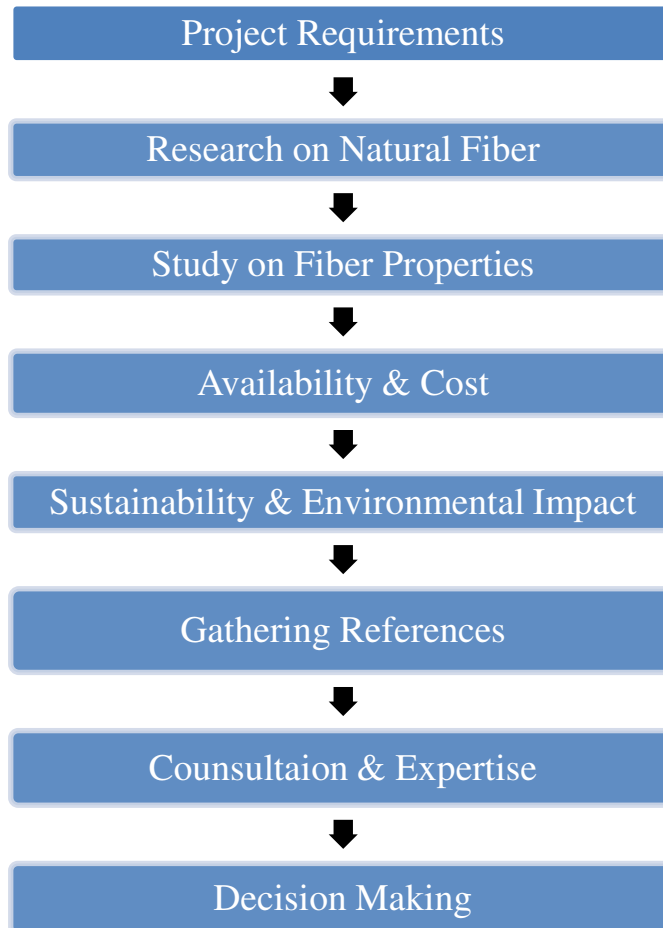 Project Requirements
Research on Natural Fiber
Study on Fiber Properties
Availability & Cost
Sustainability & Environmental Impact
Gathering References
Counsultaion & Expertise
Decision Making